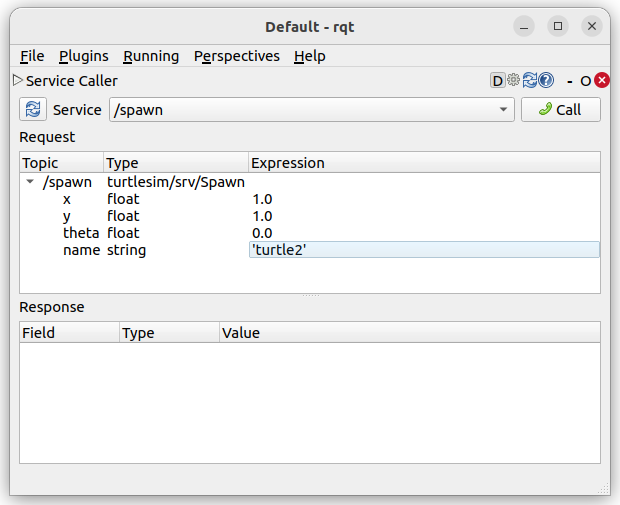 Default - rqt
File Plugins Running Perspectives Help
Service Caller D ? - O
Service /spawn Call
Request
Topic Type Expression
/spawn turtlesim/srv/Spawn
x float 1.0
y float 1.0
theta float 0.0
name string 'turtle2'
Response
Field Type Value